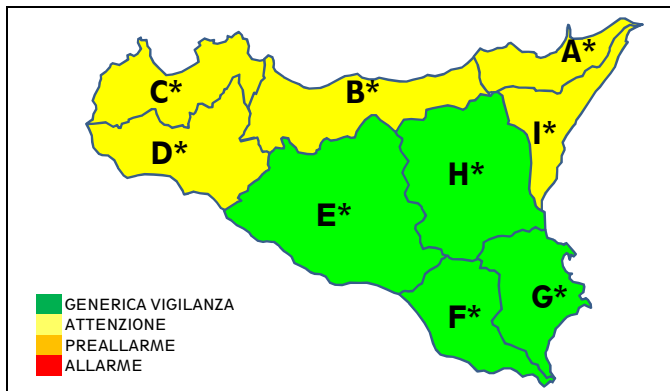 A*
C*
B*
I*
D*
H*
E*
G*
F*
GENERICA VIGILANZA
ATTENZIONE
PREALLARME
ALLARME